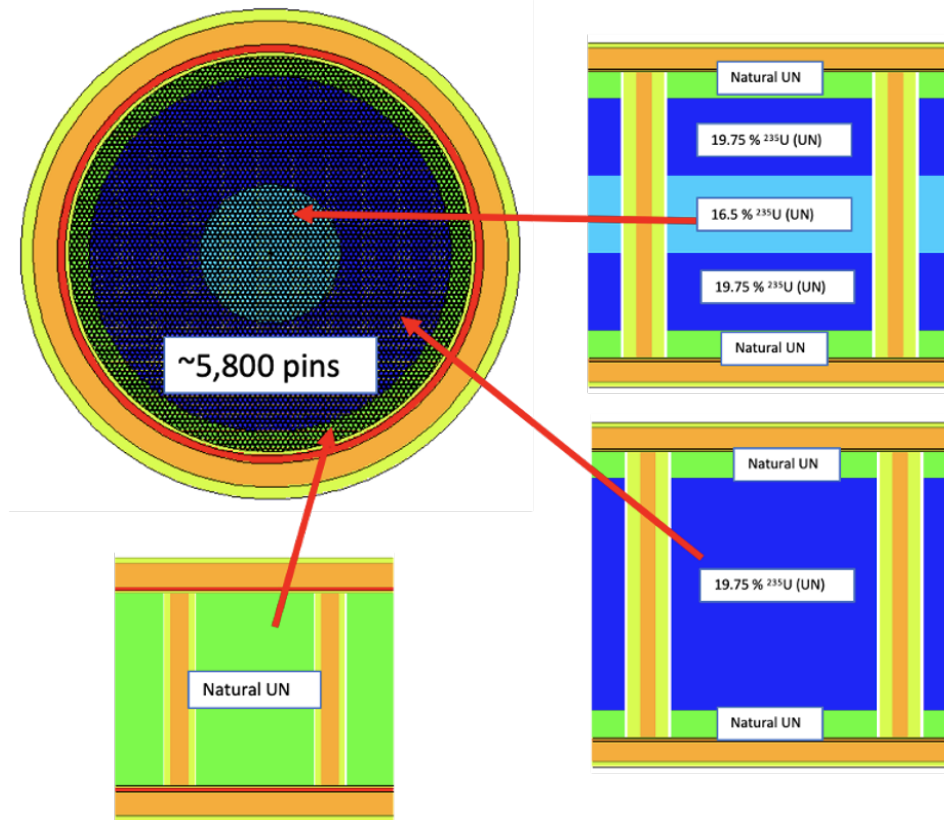 Natural UN
19.75 % ²³⁵U (UN)
16.5 % ²³⁵U (UN)
19.75 % ²³⁵U (UN)
Natural UN
~5,800 pins
Natural UN
19.75 % ²³⁵U (UN)
Natural UN
Natural UN